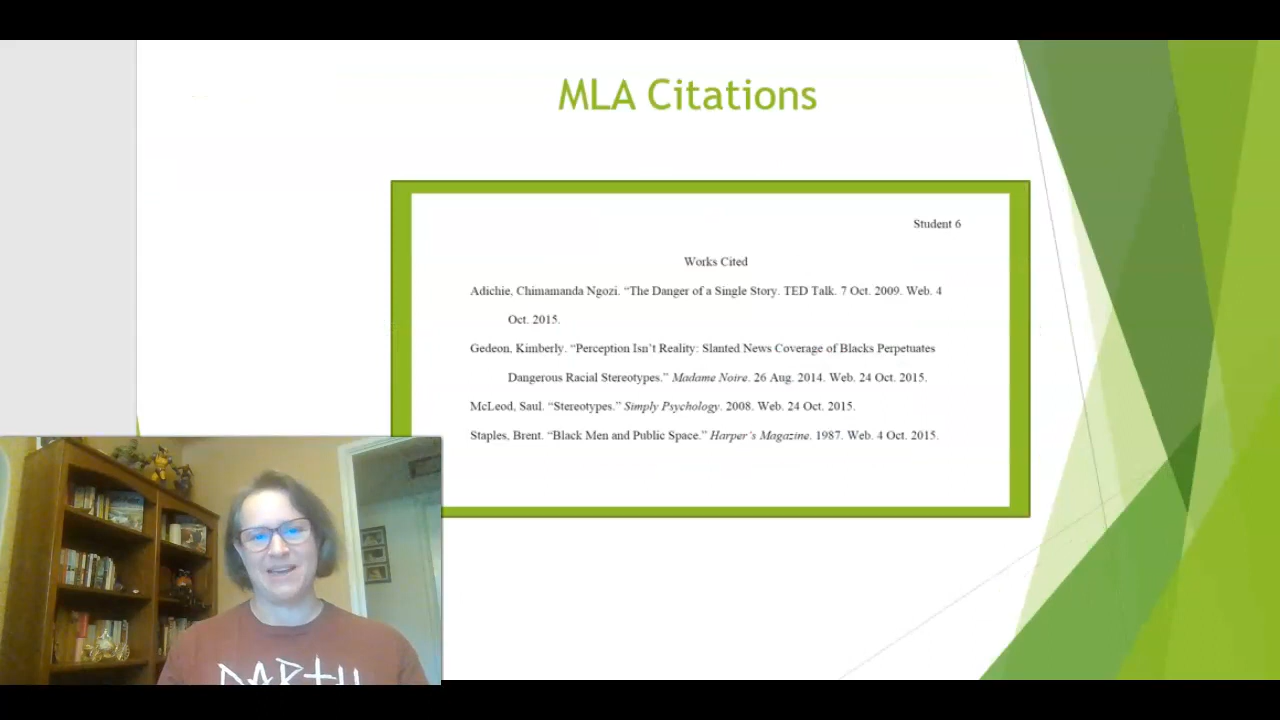 MLA Citations
Student 6
Works Cited
Adichie, Chimamanda Ngozi. “The Danger of a Single Story. TED Talk. 7 Oct. 2009. Web. 4
Oct. 2015.
Gedeon, Kimberly. “Perception Isn’t Reality: Slanted News Coverage of Blacks Perpetuates
Dangerous Racial Stereotypes.” Madame Noire. 26 Aug. 2014. Web. 24 Oct. 2015.
McLeod, Saul. “Stereotypes.” Simply Psychology. 2008. Web. 24 Oct. 2015.
Staples, Brent. “Black Men and Public Space.” Harper’s Magazine. 1987. Web. 4 Oct. 2015.
DARTH